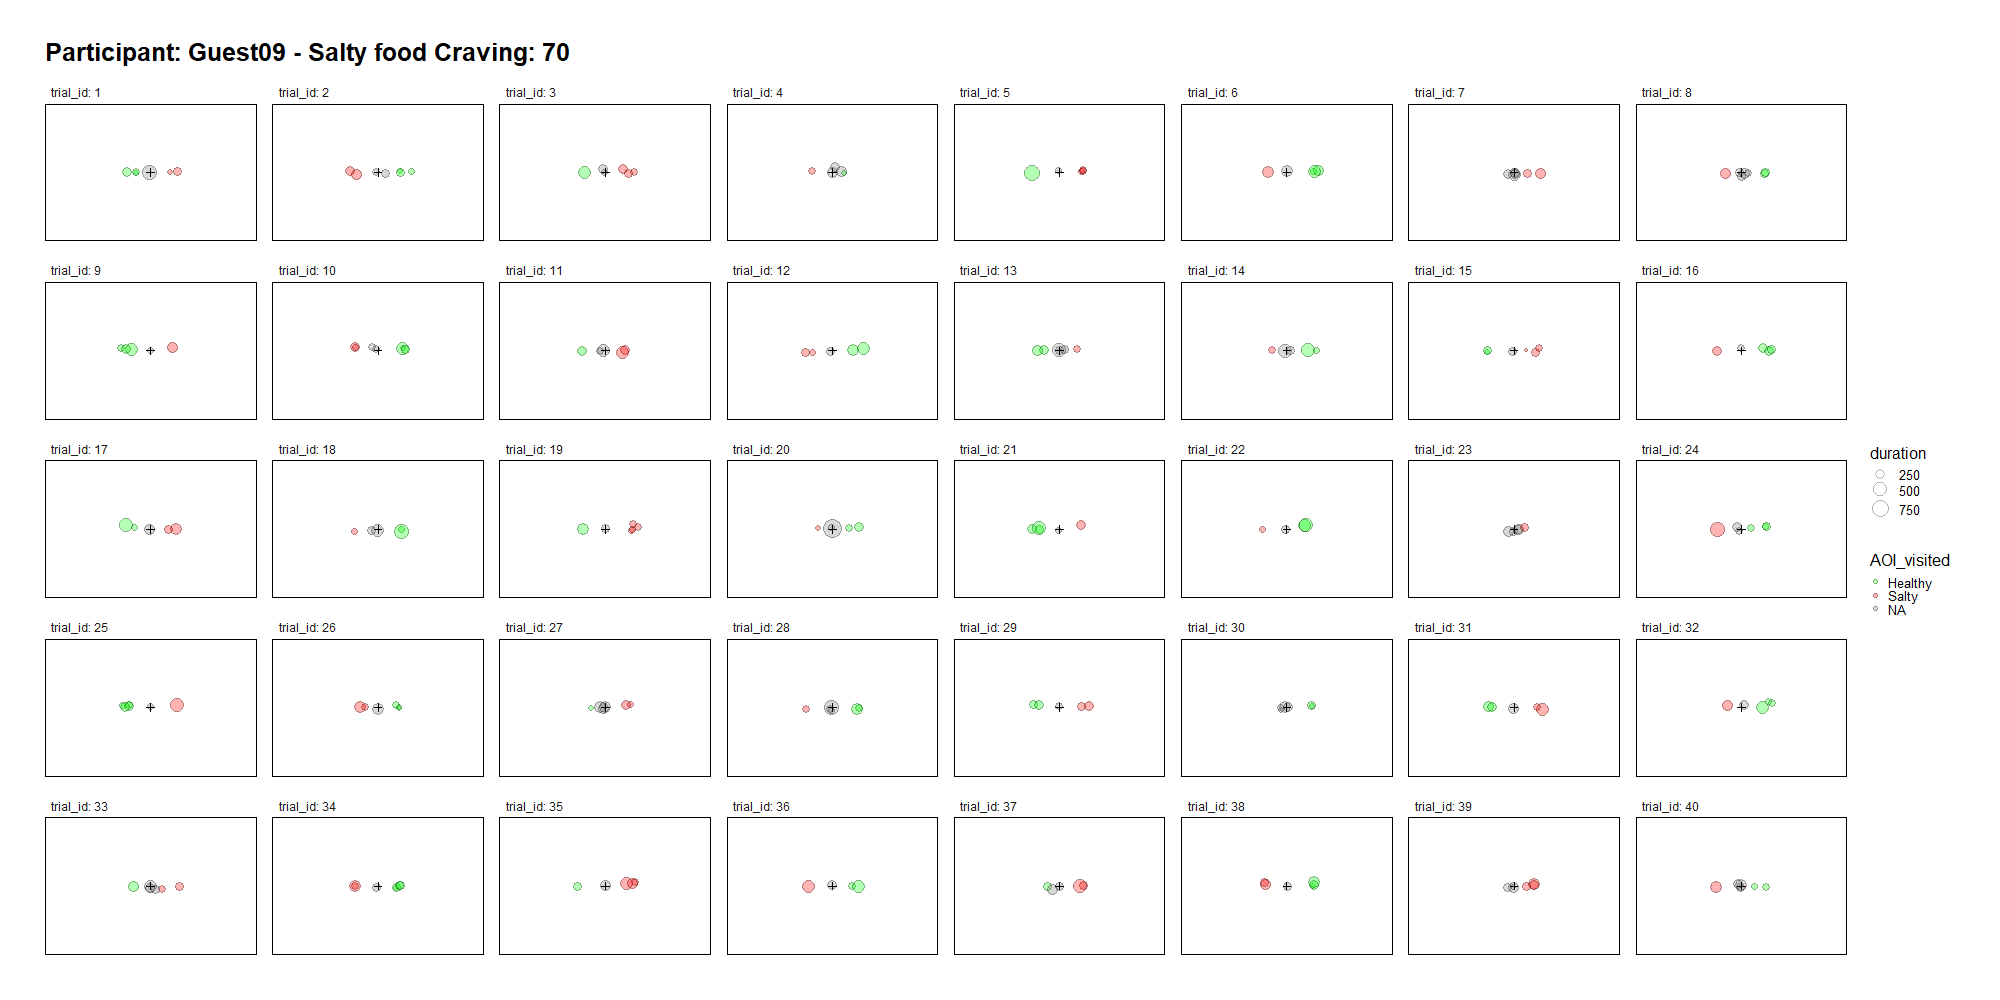 Participant: Guest09 - Salty food Craving: 70
trial_id: 1
trial_id: 2
trial_id: 3
trial_id: 4
trial_id: 5
trial_id: 6
trial_id: 7
trial_id: 8
trial_id: 9
trial_id: 10
trial_id: 11
trial_id: 12
trial_id: 13
trial_id: 14
trial_id: 15
trial_id: 16
trial_id: 17
trial_id: 18
trial_id: 19
trial_id: 20
trial_id: 21
trial_id: 22
trial_id: 23
trial_id: 24
trial_id: 25
trial_id: 26
trial_id: 27
trial_id: 28
trial_id: 29
trial_id: 30
trial_id: 31
trial_id: 32
trial_id: 33
trial_id: 34
trial_id: 35
trial_id: 36
trial_id: 37
trial_id: 38
trial_id: 39
trial_id: 40
duration
250
500
750
AOI_visited
Healthy
Salty
NA